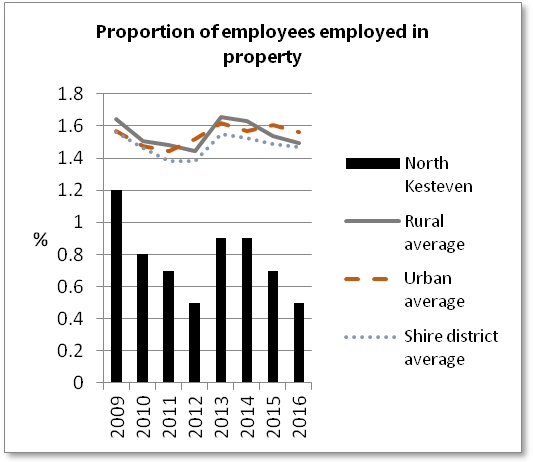 Proportion of employees employed in
property
1.8
1.6
1.4
1.2
1
0.8
0.6
0.4
0.2
0
%
2009
2010
2011
2012
2013
2014
2015
2016
North
Kesteven
Rural
average
Urban
average
Shire district
average